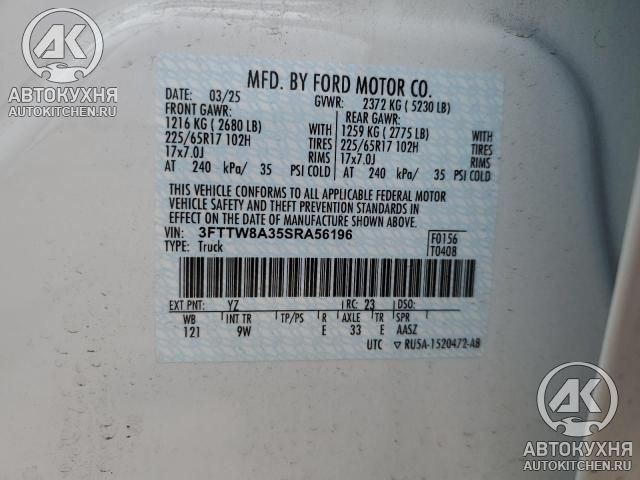 АК
АВТОКУХНЯ
AUTOKITCHEN.RU
MFD. BY FORD MOTOR CO.
DATE: 03/25 GVWR: 2372 KG ( 5230 LB)
FRONT GAWR: REAR GAWR:
1216 KG ( 2680 LB) WITH 1259 KG ( 2775 LB) WITH
225/65R17 102H TIRES 225/65R17 102H TIRES
17x7.0J RIMS 17x7.0J RIMS
AT 240 kPa/ 35 PSI COLD AT 240 kPa/ 35 PSI COLD
THIS VEHICLE CONFORMS TO ALL APPLICABLE FEDERAL MOTOR
VEHICLE SAFETY AND THEFT PREVENTION STANDARDS IN
EFFECT ON THE DATE OF MANUFACTURE SHOWN ABOVE.
VIN: 3FTTW8A35SRA56196 F0156
TYPE: Truck T0408
EXT PNT: YZ RC: 23 DSO:
WB INT TR TP/PS R AXLE TR SPR
121 9W E 33 E AASZ
UTC ▽ RU5A-1520472-AB
АК
АВТОКУХНЯ
AUTOKITCHEN.RU